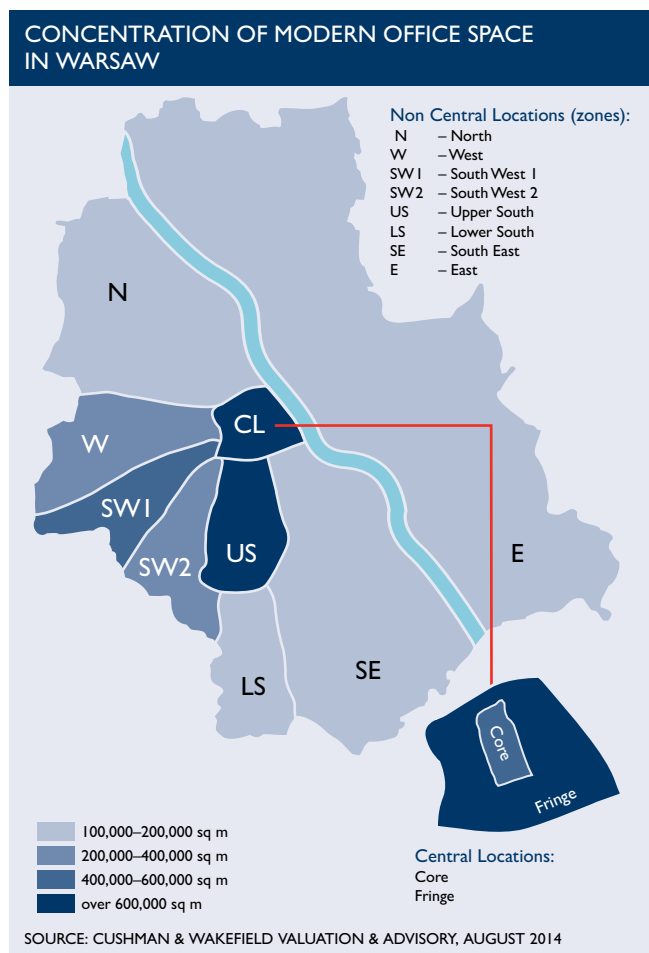 CONCENTRATION OF MODERN OFFICE SPACE
IN WARSAW
Non Central Locations (zones):
N – North
W – West
SW1 – South West 1
SW2 – South West 2
US – Upper South
LS – Lower South
SE – South East
E – East
N
CL
W
SW1
US
E
SW2
SE
LS
Core
Fringe
100,000–200,000 sq m
200,000–400,000 sq m
400,000–600,000 sq m
over 600,000 sq m
Central Locations:
Core
Fringe
SOURCE: CUSHMAN & WAKEFIELD VALUATION & ADVISORY, AUGUST 2014